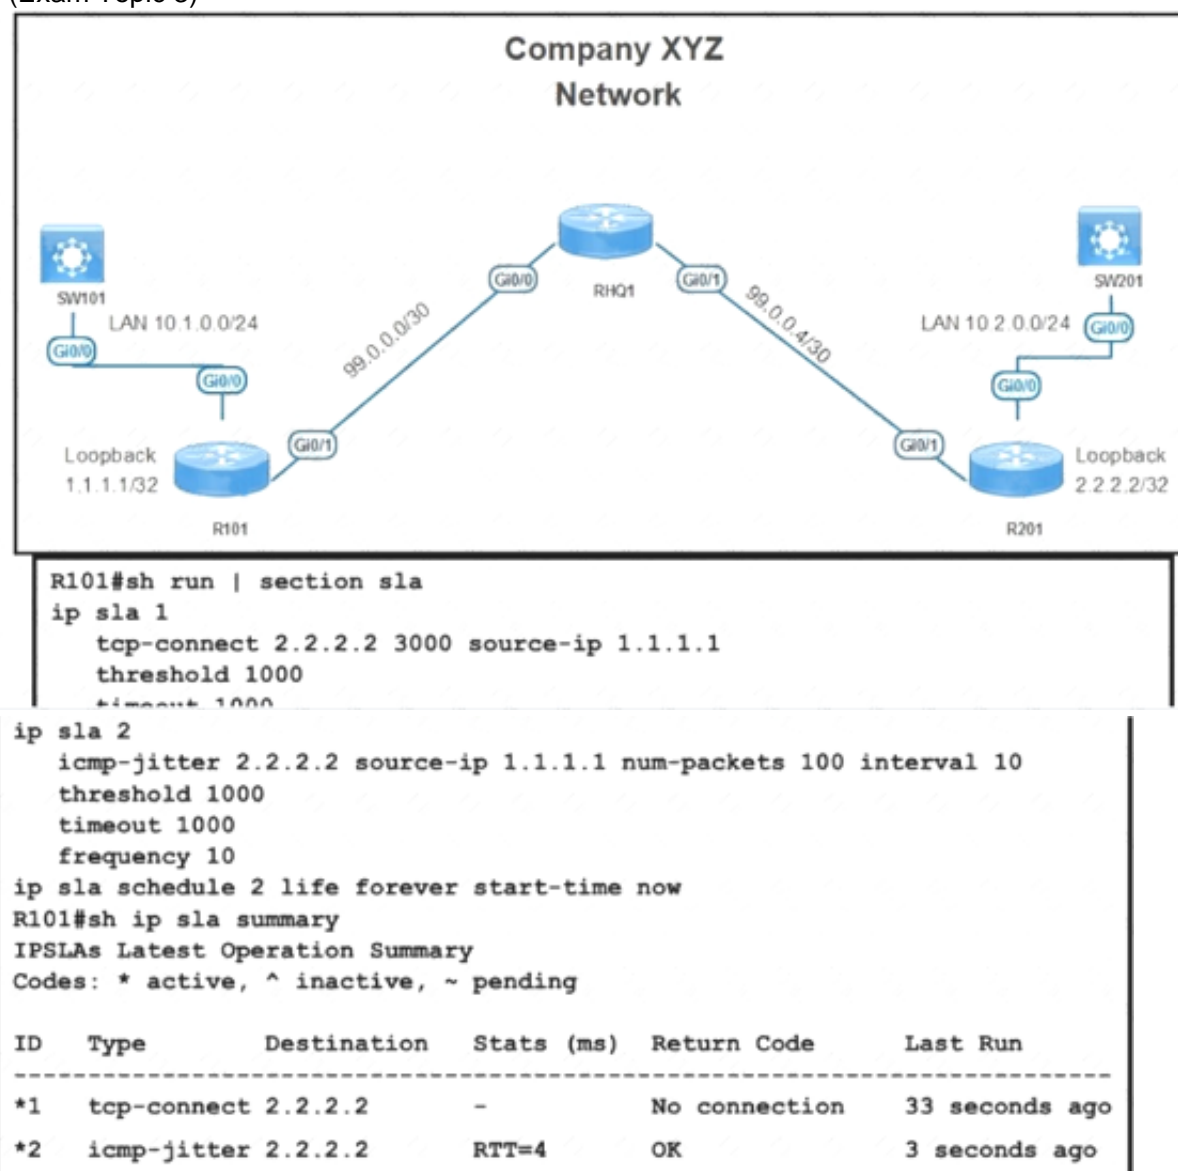 (Exam Topic 3)
Company XYZ
Network
SW101
LAN 10.1.0.0/24
Gi0/0
Gi0/0
Loopback
1.1.1.1/32
R101
Gi0/1
99.0.0.0/30
Gi0/0
RHQ1
Gi0/1
99.0.0.4/30
SW201
LAN 10 2.0.0/24
Gi0/0
Gi0/0
Gi0/1
Loopback
2.2.2.2/32
R201
R101#sh run | section sla
ip sla 1
tcp-connect 2.2.2.2 3000 source-ip 1.1.1.1
threshold 1000
timeout 1000
ip sla 2
icmp-jitter 2.2.2.2 source-ip 1.1.1.1 num-packets 100 interval 10
threshold 1000
timeout 1000
frequency 10
ip sla schedule 2 life forever start-time now
R101#sh ip sla summary
IPSLAs Latest Operation Summary
Codes: * active, ^ inactive, ~ pending
ID Type Destination Stats (ms) Return Code Last Run
*1 tcp-connect 2.2.2.2 - No connection 33 seconds ago
*2 icmp-jitter 2.2.2.2 RTT=4 OK 3 seconds ago